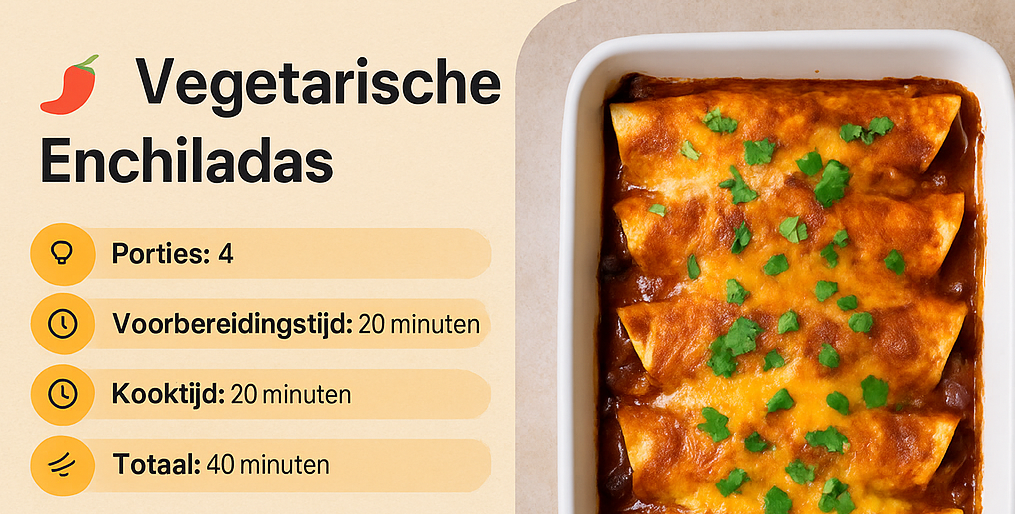 Vegetarische
Enchiladas
Porties: 4
Voorbereidingstijd: 20 minuten
Kooktijd: 20 minuten
Totaal: 40 minuten